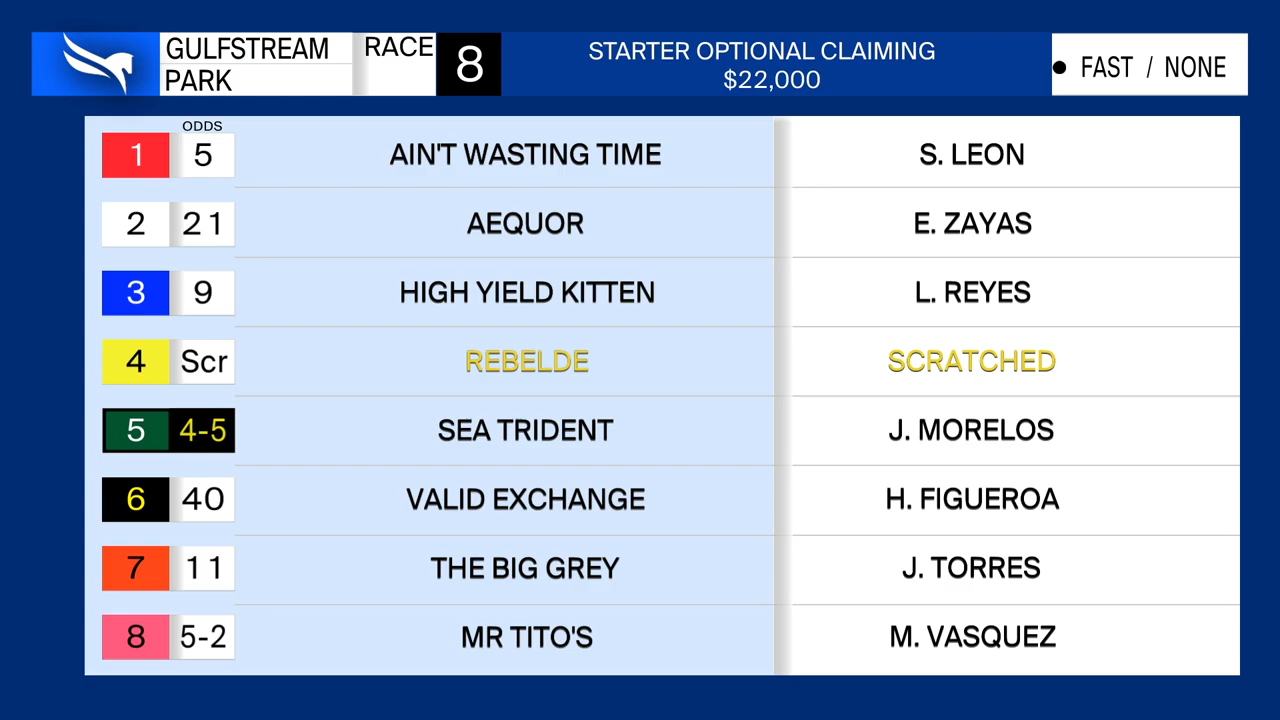 GULFSTREAM
PARK
RACE
8
STARTER OPTIONAL CLAIMING
$22,000
● FAST / NONE
ODDS
1 5 AIN'T WASTING TIME S. LEON
2 21 AEQUOR E. ZAYAS
3 9 HIGH YIELD KITTEN L. REYES
4 Scr REBELDE SCRATCHED
5 4-5 SEA TRIDENT J. MORELOS
6 40 VALID EXCHANGE H. FIGUEROA
7 11 THE BIG GREY J. TORRES
8 5-2 MR TITO'S M. VASQUEZ